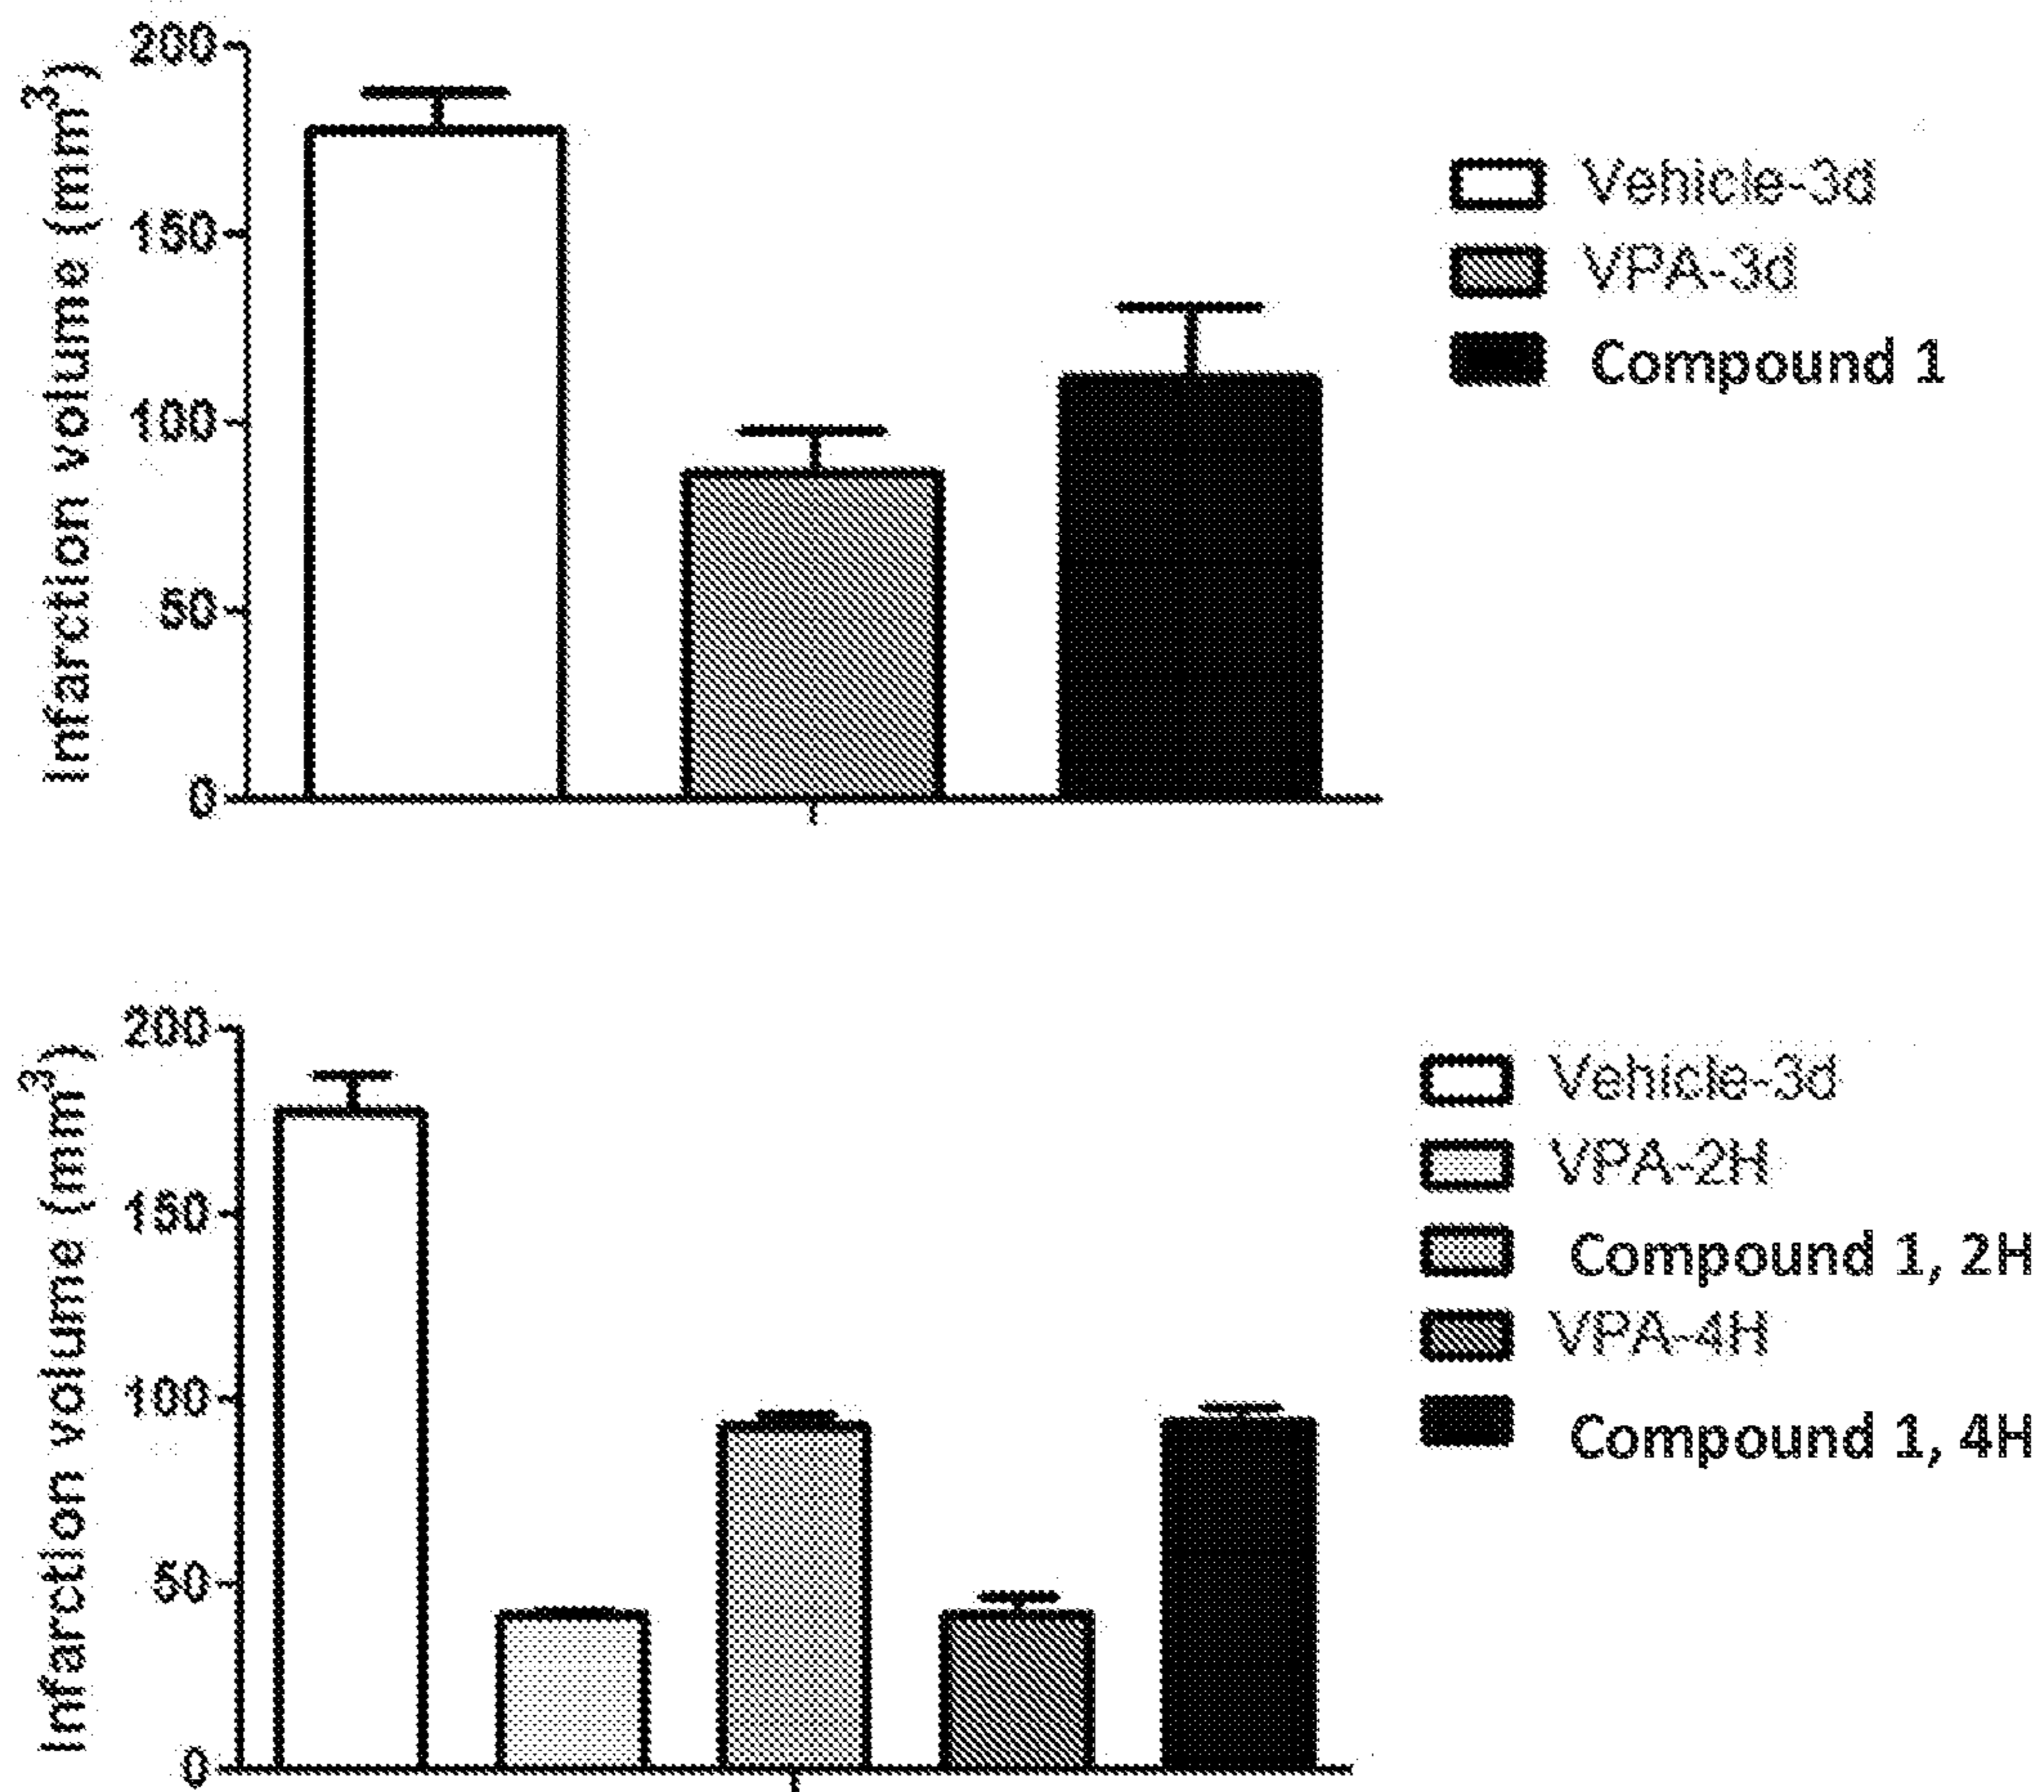 Infarction volume (mm3)
200
150
100
50
0
Vehicle-3d
VPA-3d
Compound 1
Infarction volume (mm3)
200
150
100
50
0
Vehicle-3d
VPA-2H
Compound 1, 2H
VPA-4H
Compound 1, 4H